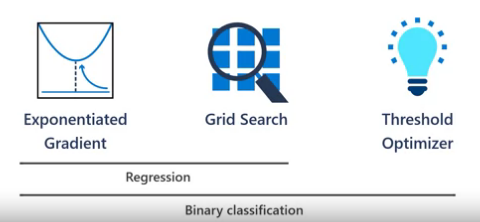 Exponentiated
Gradient
Grid Search
Threshold
Optimizer
Regression
Binary classification